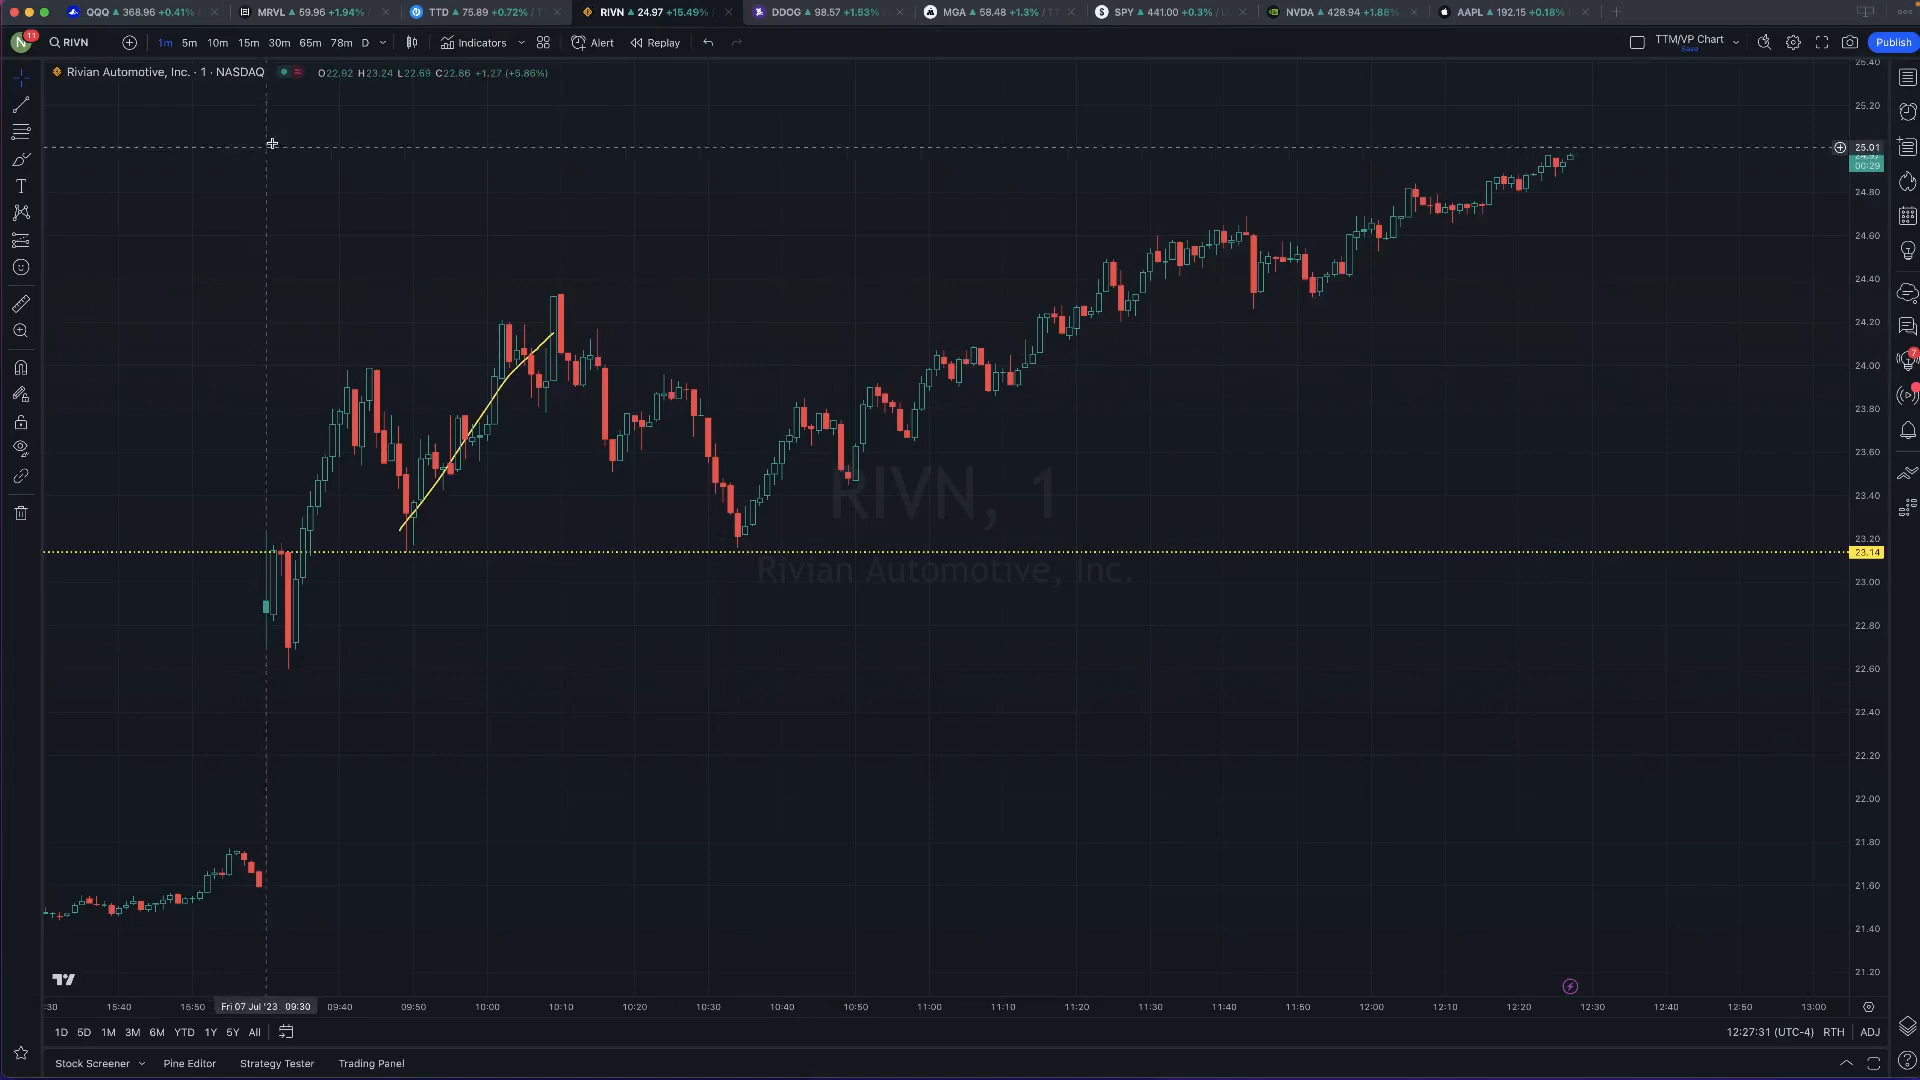 QQQ ▲ 368.96 +0.41% /
MRVL ▲ 59.96 +1.94%
TTD ▲ 75.89 +0.72% / T
RIVN ▲ 24.97 +15.49% /
DDOG ▲ 98.57 +1.53%
MGA ▲ 58.48 +1.3% / TT
SPY ▲ 441.00 +0.3% /
NVDA ▲ 428.94 +1.88%
AAPL ▲ 192.15 +0.18% /
N 11
RIVN
1m 5m 10m 15m 30m 65m 78m D
Indicators
Alert
Replay
TTM/VP Chart
Save
Publish
Rivian Automotive, Inc. · 1 · NASDAQ
O22.92 H23.24 L22.69 C22.86 +1.27 (+5.86%)
25.40
25.20
25.01
00:29
24.80
24.60
24.40
24.20
24.00
23.80
23.60
23.40
23.20
23.14
23.00
22.80
22.60
22.40
22.20
22.00
21.80
21.60
21.40
21.20
RIVN, 1
Rivian Automotive, Inc.
7
:30 15:40 15:50 Fri 07 Jul '23 09:30 09:40 09:50 10:00 10:10 10:20 10:30 10:40 10:50 11:00 11:10 11:20 11:30 11:40 11:50 12:00 12:10 12:20 12:30 12:40 12:50 13:00
1D 5D 1M 3M 6M YTD 1Y 5Y All
12:27:31 (UTC-4) RTH ADJ
Stock Screener Pine Editor Strategy Tester Trading Panel